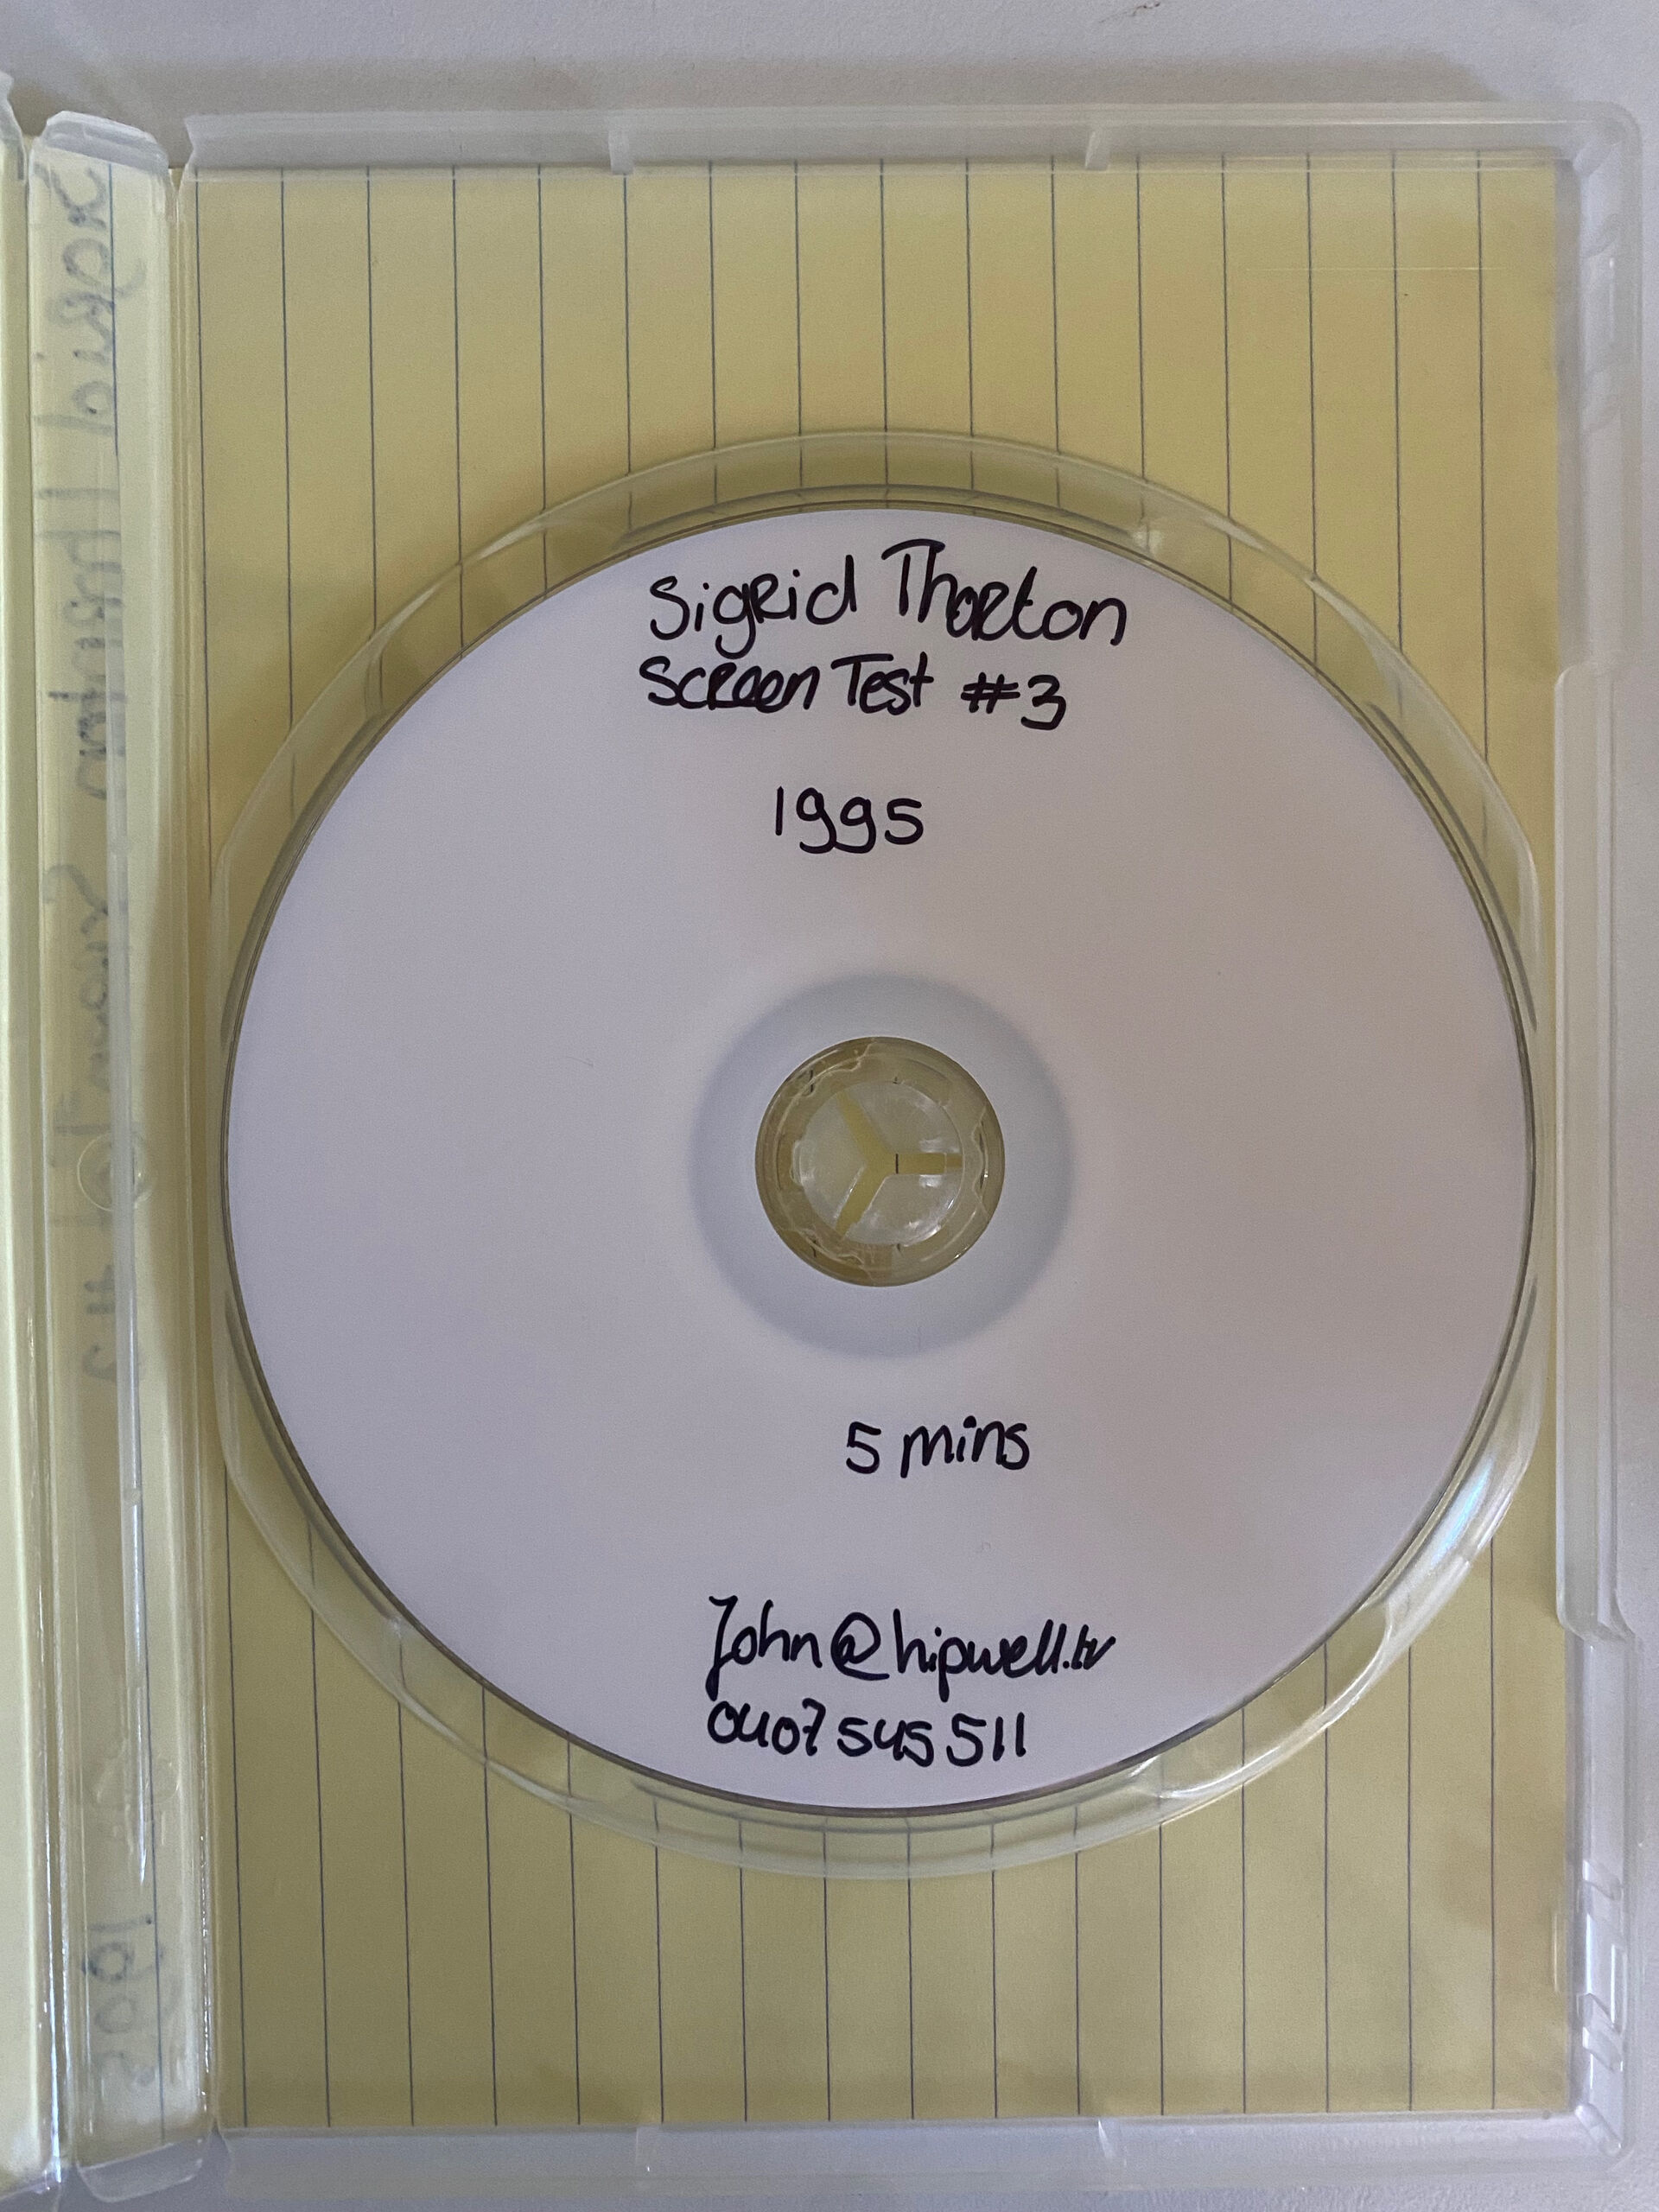 Sigrid Thorton
Screen Test #3
1995
5 mins
John@hipwell.tv
0407 545 511